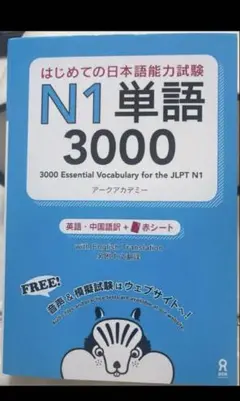 はじめての日本語能力試験
N1 単語
3000
3000 Essential Vocabulary for the JLPT N1
アークアカデミー
英語・中国語訳 + 赤シート
With English Translation
FREE!
音声&模擬試験はウェブサイトへ!